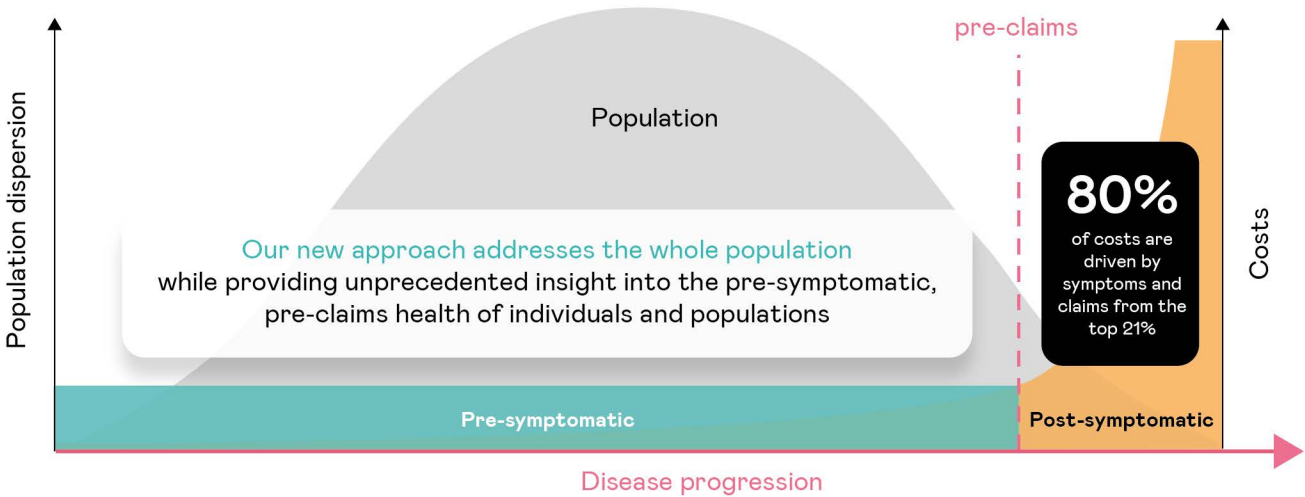 pre-claims
Population
Population dispersion
Our new approach addresses the whole population
while providing unprecedented insight into the pre-symptomatic,
pre-claims health of individuals and populations
80%
of costs are
driven by
symptoms and
claims from the
top 21%
Costs
Pre-symptomatic
Post-symptomatic
Disease progression